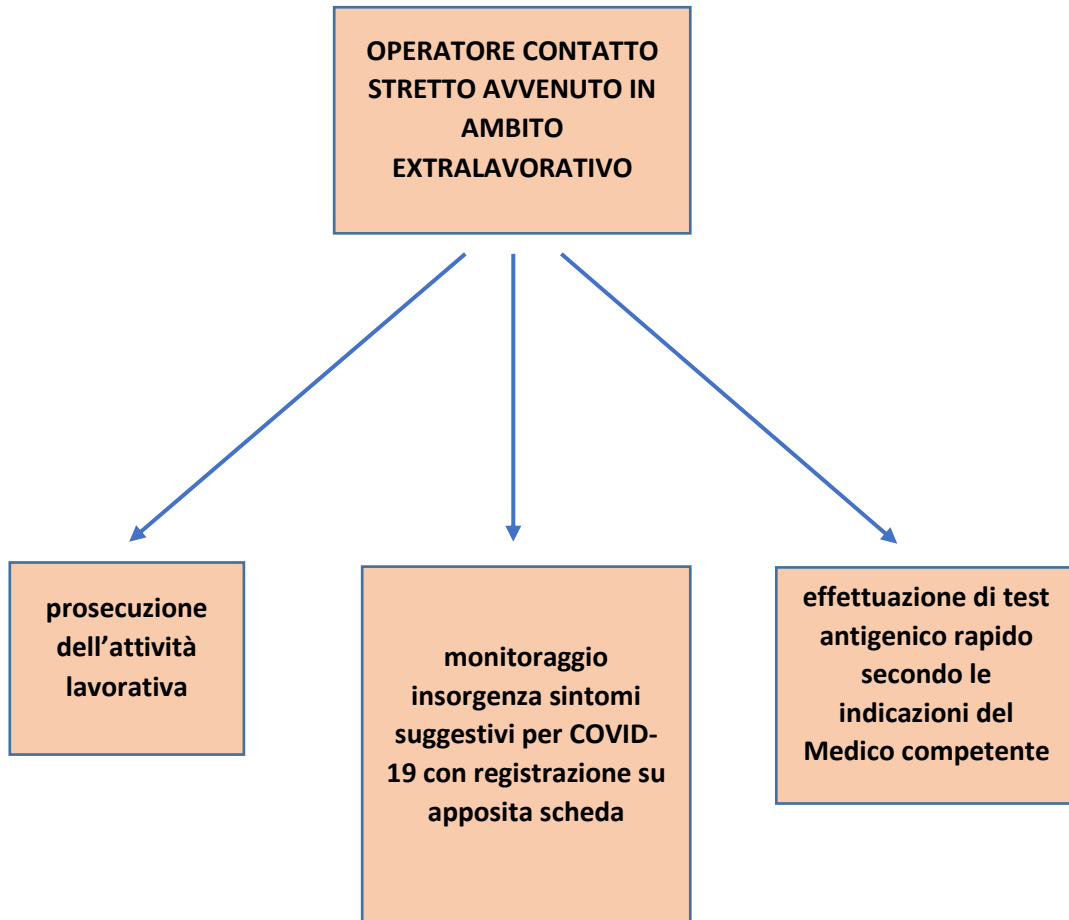 OPERATORE CONTATTO
STRETTO AVVENUTO IN
AMBITO
EXTRALAVORATIVO
prosecuzione
dell’attività
lavorativa
monitoraggio
insorgenza sintomi
suggestivi per COVID-
19 con registrazione su
apposita scheda
effettuazione di test
antigenico rapido
secondo le
indicazioni del
Medico competente